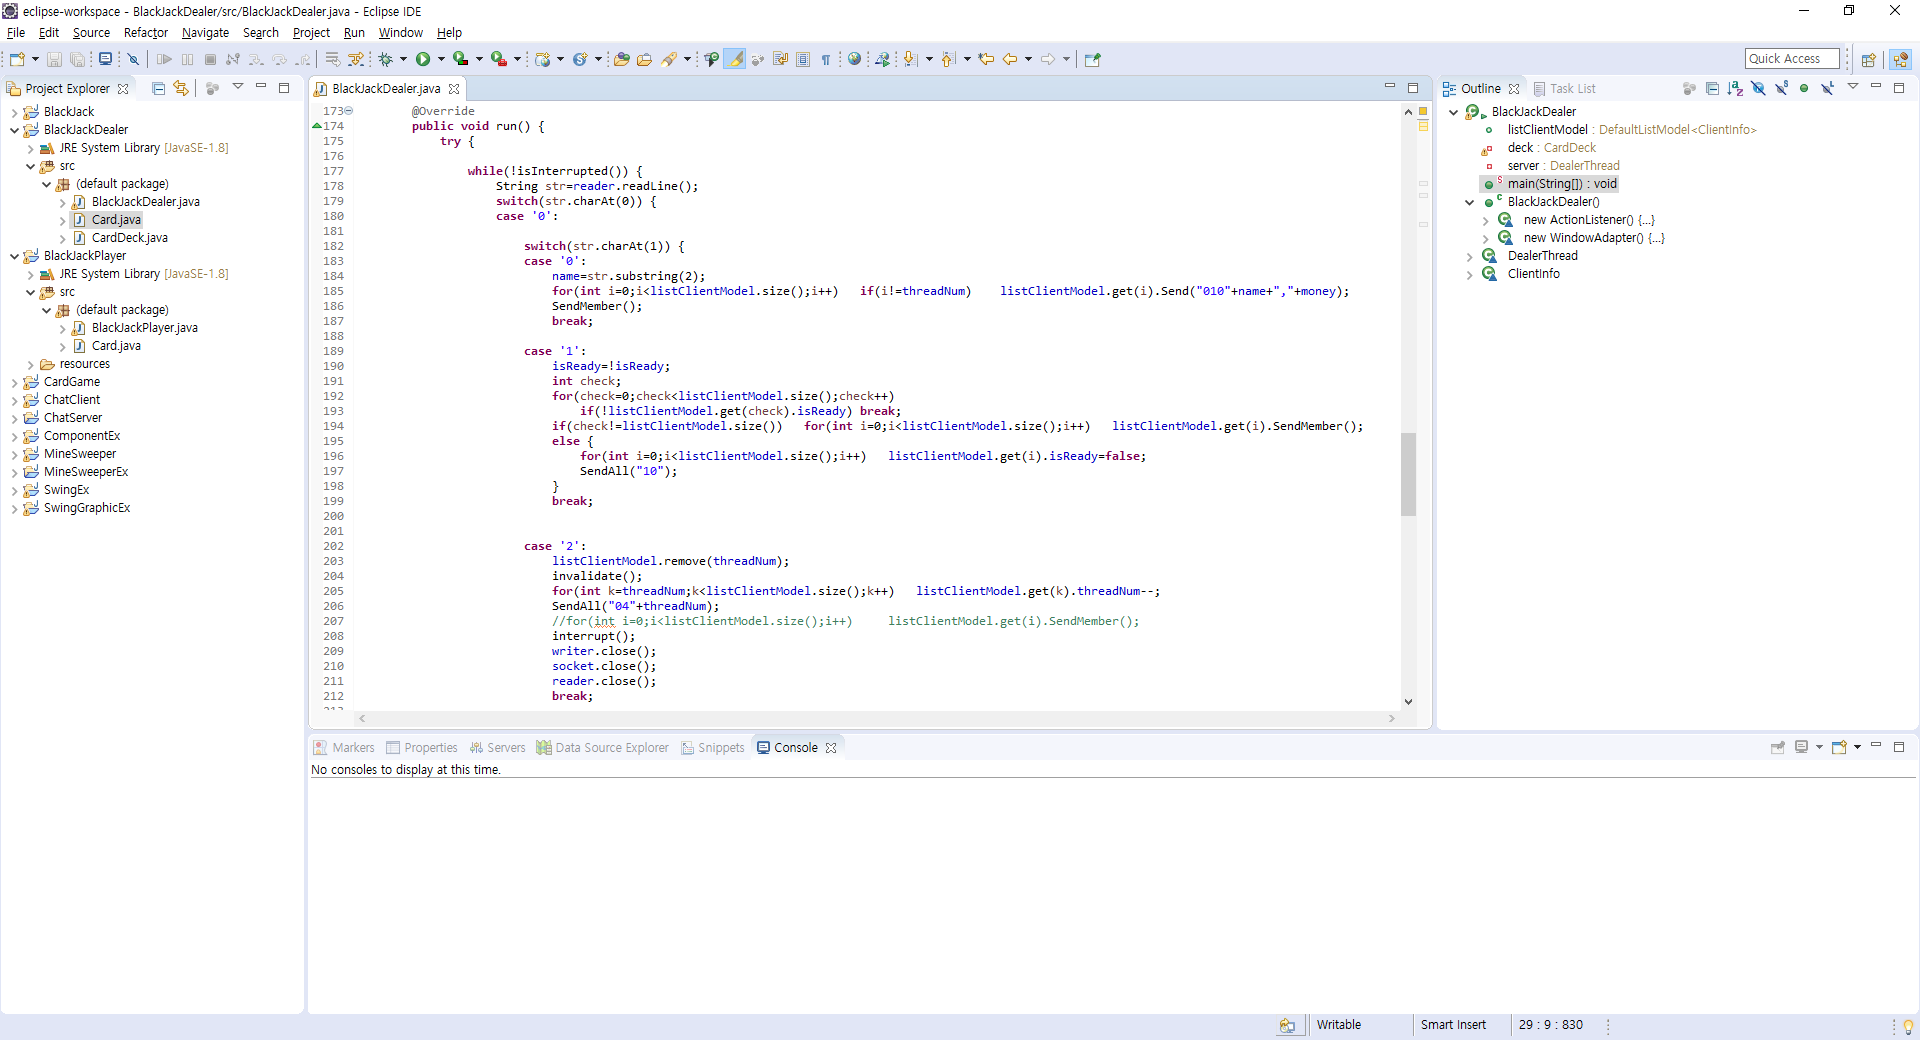 eclipse-workspace - BlackJackDealer/src/BlackJackDealer.java - Eclipse IDE
File Edit Source Refactor Navigate Search Project Run Window Help
Quick Access
Project Explorer
BlackJack
BlackJackDealer
JRE System Library [JavaSE-1.8]
src
(default package)
BlackJackDealer.java
Card.java
CardDeck.java
BlackJackPlayer
JRE System Library [JavaSE-1.8]
src
(default package)
BlackJackPlayer.java
Card.java
resources
CardGame
ChatClient
ChatServer
ComponentEx
MineSweeper
MineSweeperEx
SwingEx
SwingGraphicEx
BlackJackDealer.java
173 @Override
174 public void run() {
175 try {
176
177 while(!isInterrupted()) {
178 String str=reader.readLine();
179 switch(str.charAt(0)) {
180 case '0':
181
182 switch(str.charAt(1)) {
183 case '0':
184 name=str.substring(2);
185 for(int i=0;i<listClientModel.size();i++) if(i!=threadNum) listClientModel.get(i).Send("010"+name+","+money);
186 SendMember();
187 break;
188
189 case '1':
190 isReady=!isReady;
191 int check;
192 for(check=0;check<listClientModel.size();check++)
193 if(!listClientModel.get(check).isReady) break;
194 if(check!=listClientModel.size()) for(int i=0;i<listClientModel.size();i++) listClientModel.get(i).SendMember();
195 else {
196 for(int i=0;i<listClientModel.size();i++) listClientModel.get(i).isReady=false;
197 SendAll("10");
198 }
199 break;
200
201
202 case '2':
203 listClientModel.remove(threadNum);
204 invalidate();
205 for(int k=threadNum;k<listClientModel.size();k++) listClientModel.get(k).threadNum--;
206 SendAll("04"+threadNum);
207 //for(int i=0;i<listClientModel.size();i++) listClientModel.get(i).SendMember();
208 interrupt();
209 writer.close();
210 socket.close();
211 reader.close();
212 break;
Outline Task List
BlackJackDealer
listClientModel : DefaultListModel<ClientInfo>
deck : CardDeck
server : DealerThread
main(String[]) : void
BlackJackDealer()
new ActionListener() {...}
new WindowAdapter() {...}
DealerThread
ClientInfo
Markers Properties Servers Data Source Explorer Snippets Console
No consoles to display at this time.
Writable Smart Insert 29 : 9 : 830